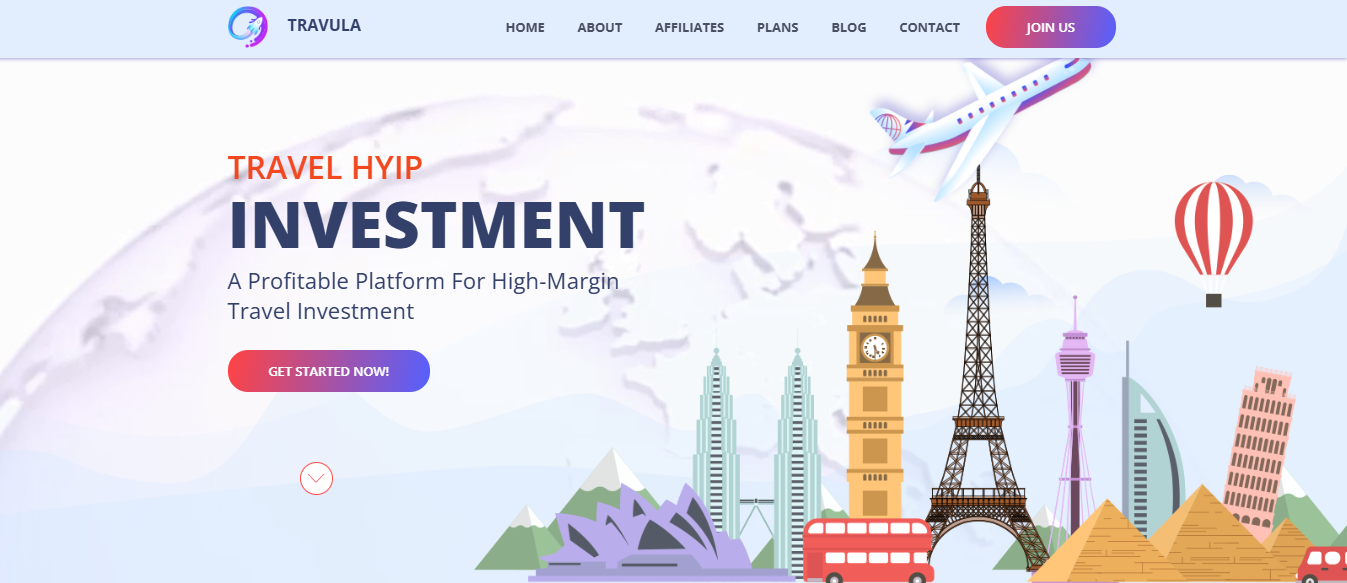 TRAVULA
HOME ABOUT AFFILIATES PLANS BLOG CONTACT JOIN US
TRAVEL HYIP
INVESTMENT
A Profitable Platform For High-Margin
Travel Investment
GET STARTED NOW!